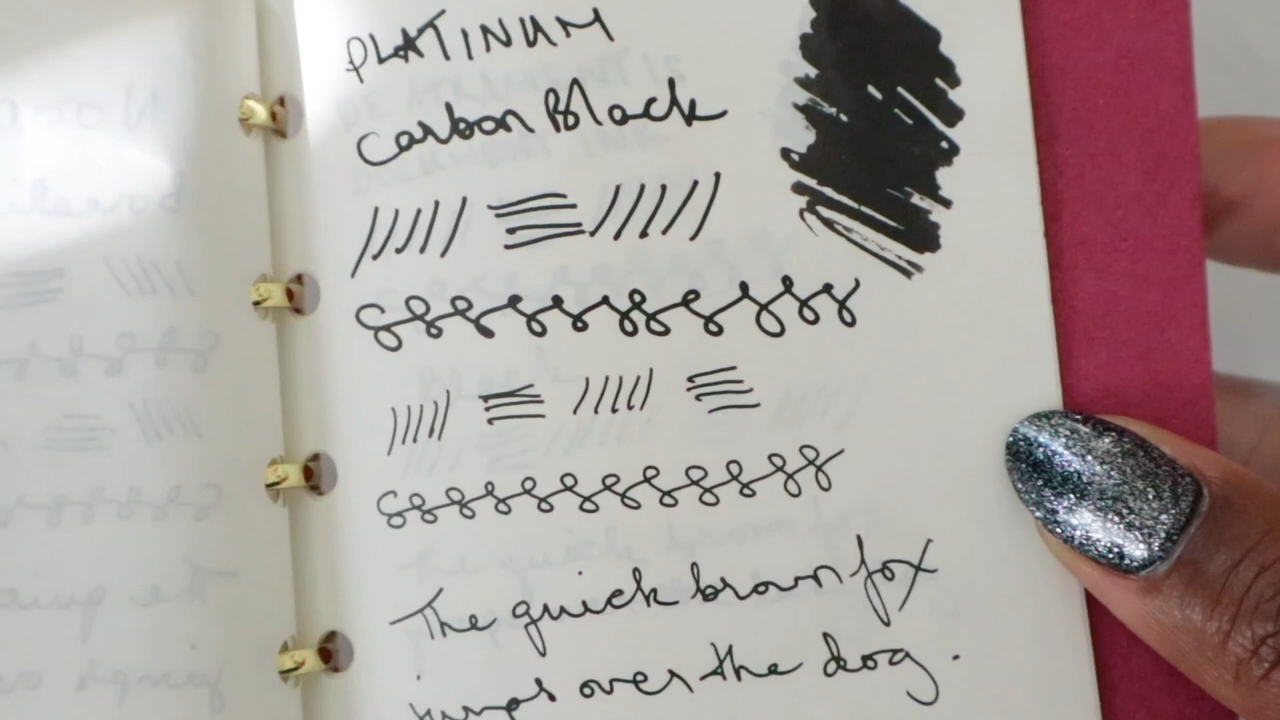 PLATINUM
Carbon Black
The quick brown fox
jumps over the dog.